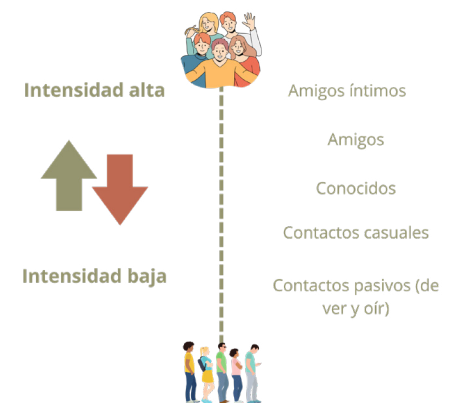 Intensidad alta
Amigos íntimos
Amigos
Conocidos
Contactos casuales
Intensidad baja
Contactos pasivos (de
ver y oír)